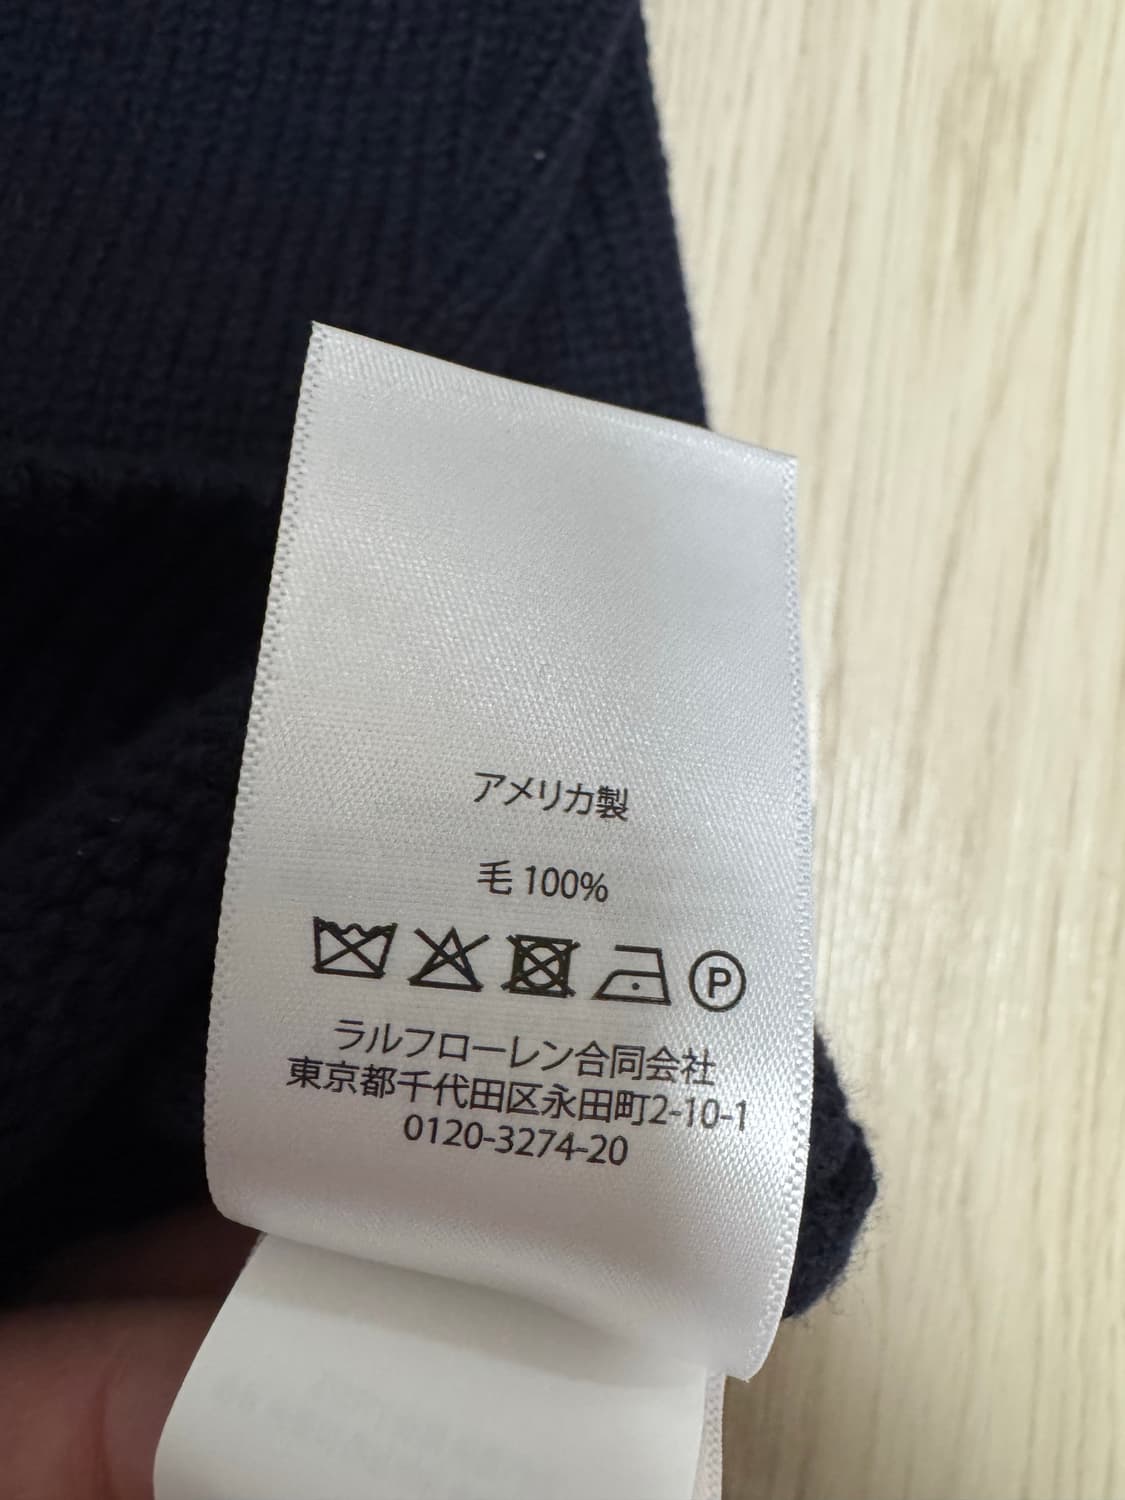 アメリカ製
毛 100%
P
ラルフローレン合同会社
東京都千代田区永田町2-10-1
0120-3274-20